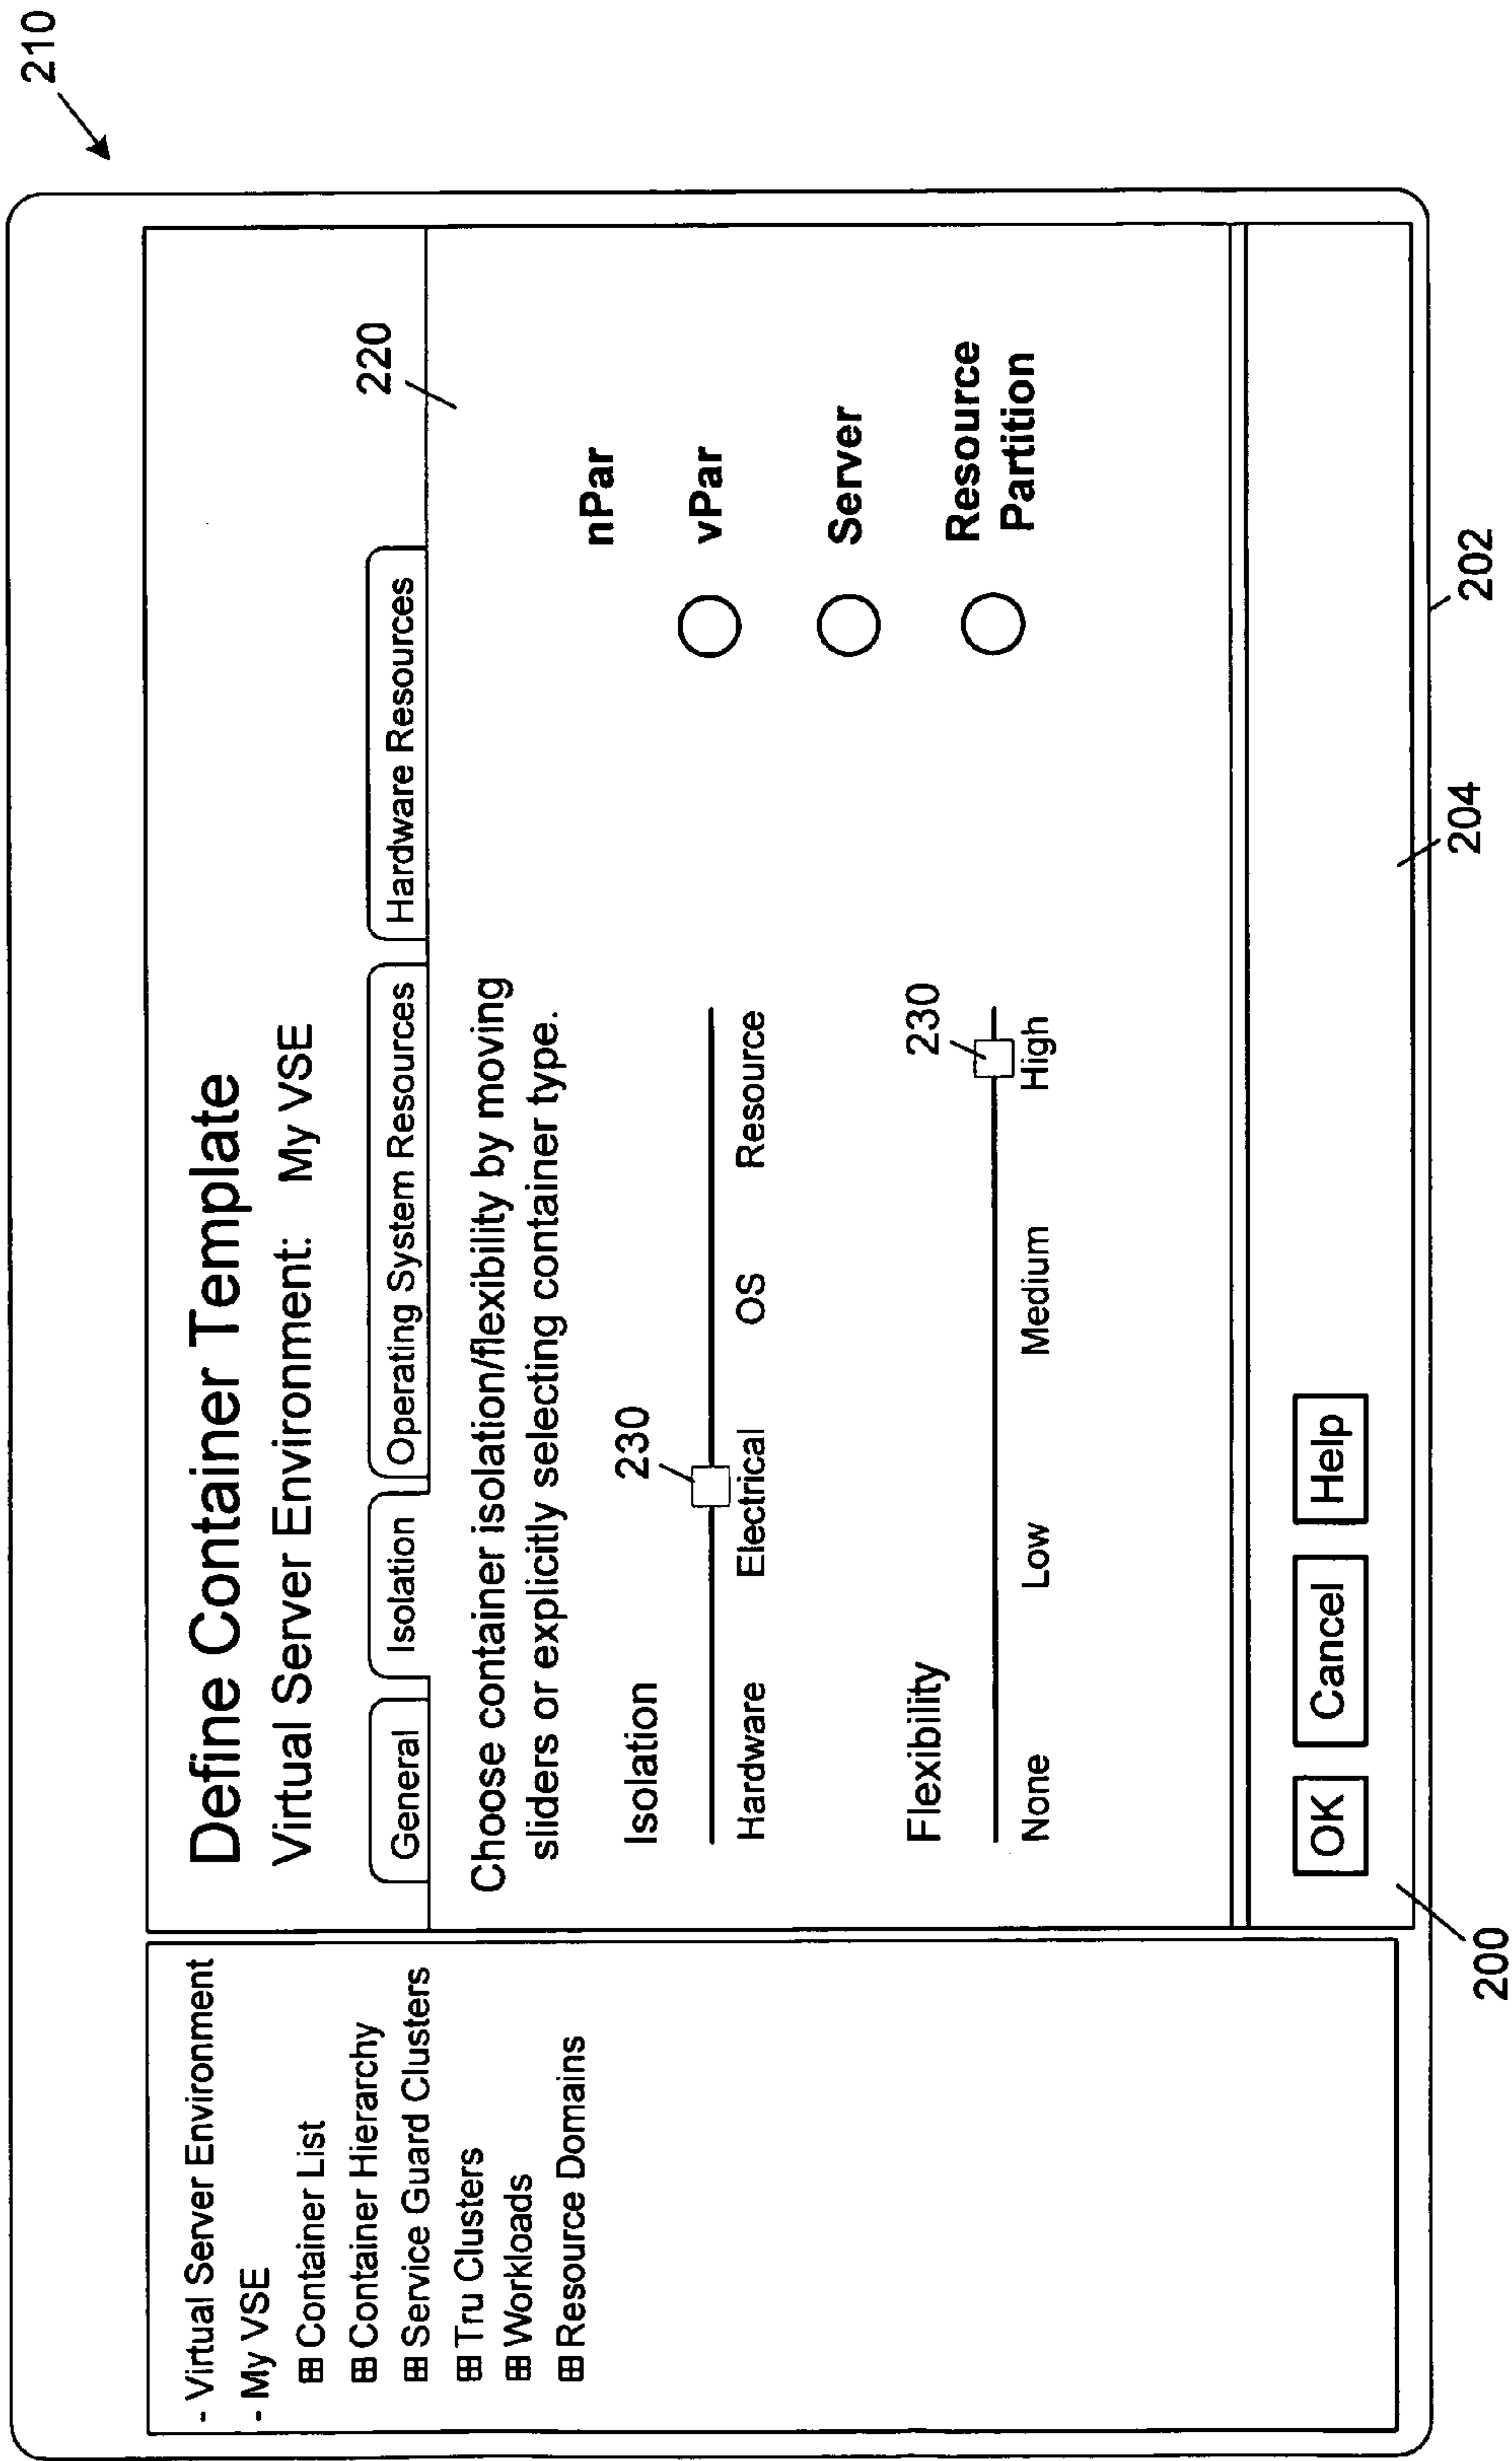 210
- Virtual Server Environment
- My VSE
Container List
Container Hierarchy
Service Guard Clusters
Tru Clusters
Workloads
Resource Domains
Define Container Template
Virtual Server Environment: My VSE
General Isolation Operating System Resources Hardware Resources
220
Choose container isolation/flexibility by moving
sliders or explicitly selecting container type.
Isolation
230
Hardware Electrical OS Resource
Flexibility
230
None Low Medium High
nPar
vPar
Server
Resource
Partition
OK Cancel Help
200
204
202